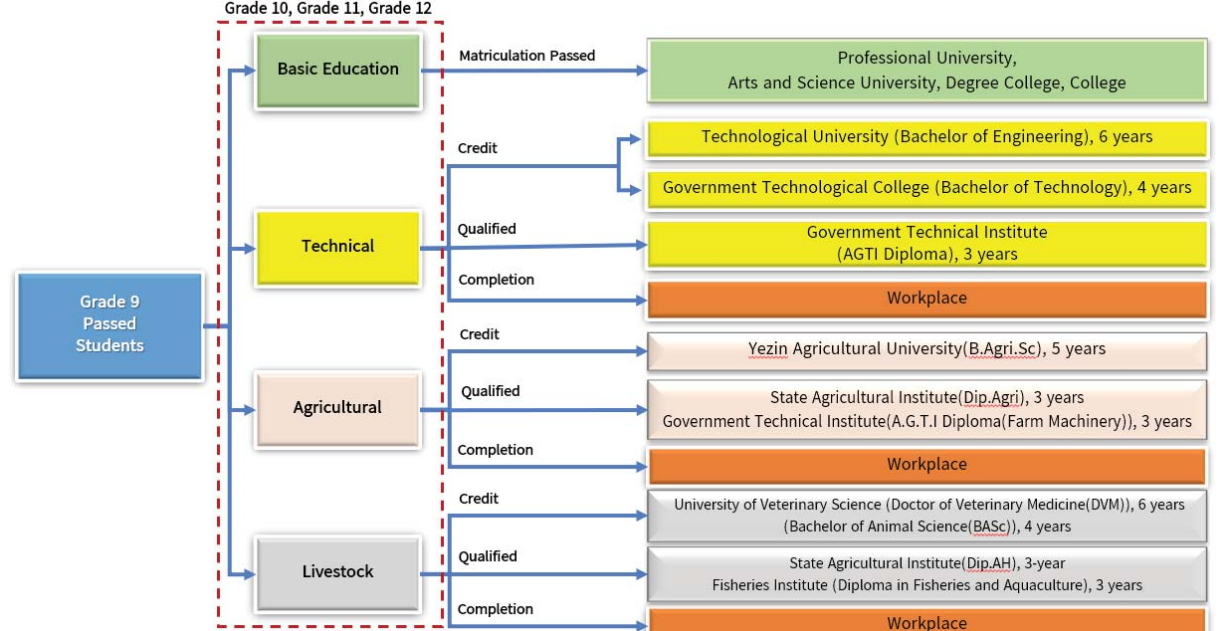 Grade 10, Grade 11, Grade 12
Basic Education
Matriculation Passed
Professional University,
Arts and Science University, Degree College, College
Grade 9
Passed
Students
Technical
Credit
Technological University (Bachelor of Engineering), 6 years
Government Technological College (Bachelor of Technology), 4 years
Qualified
Government Technical Institute
(AGTI Diploma), 3 years
Completion
Workplace
Agricultural
Credit
Yezin Agricultural University(B.Agri.Sc), 5 years
Qualified
State Agricultural Institute(Dip.Agri), 3 years
Government Technical Institute(A.G.T.I Diploma(Farm Machinery)), 3 years
Completion
Workplace
Livestock
Credit
University of Veterinary Science (Doctor of Veterinary Medicine(DVM)), 6 years
(Bachelor of Animal Science(BASc)), 4 years
Qualified
State Agricultural Institute(Dip.AH), 3-year
Fisheries Institute (Diploma in Fisheries and Aquaculture), 3 years
Completion
Workplace